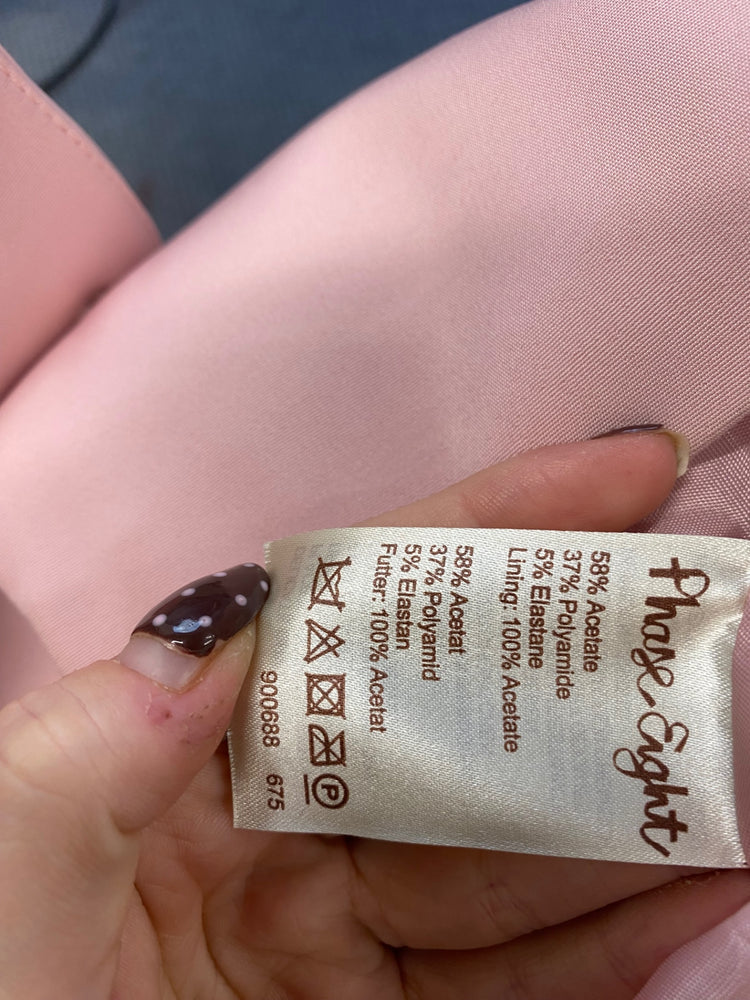 Phase Eight
58% Acetate
37% Polyamide
5% Elastane
Lining: 100% Acetate
58% Acetat
37% Polyamid
5% Elastan
Futter: 100% Acetat
P
900688 675